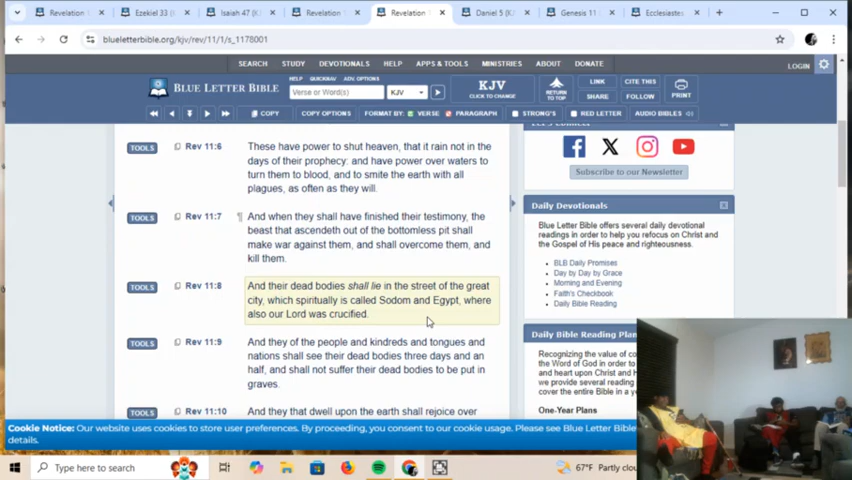 Revelation 1
Ezekiel 33 (
Isaiah 47 (
Revelation 1
Revelation
Daniel 5 (
Genesis 11
Ecclesiastes
blueletterbible.org/kjv/rev/11/1/s_1178001
SEARCH STUDY DEVOTIONALS HELP APPS & TOOLS MINISTRIES ABOUT DONATE
LOGIN
BLUE LETTER BIBLE
HELP QUICKNAV ADV. OPTIONS
Verse or Word(s) KJV
KJV
CLICK TO CHANGE
RETURN
TO TOP
LINK
SHARE
CITE THIS
FOLLOW
PRINT
COPY COPY OPTIONS FORMAT BY: VERSE PARAGRAPH STRONG'S RED LETTER AUDIO BIBLES
TOOLS Rev 11:6 These have power to shut heaven, that it rain not in the
days of their prophecy: and have power over waters to
turn them to blood, and to smite the earth with all
plagues, as often as they will.
TOOLS Rev 11:7 ¶ And when they shall have finished their testimony, the
beast that ascendeth out of the bottomless pit shall
make war against them, and shall overcome them, and
kill them.
TOOLS Rev 11:8 And their dead bodies shall lie in the street of the great
city, which spiritually is called Sodom and Egypt, where
also our Lord was crucified.
TOOLS Rev 11:9 And they of the people and kindreds and tongues and
nations shall see their dead bodies three days and an
half, and shall not suffer their dead bodies to be put in
graves.
TOOLS Rev 11:10 And they that dwell upon the earth shall rejoice over
Subscribe to our Newsletter
Daily Devotionals
Blue Letter Bible offers several daily devotional
readings in order to help you refocus on Christ and
the Gospel of His peace and righteousness.
BLB Daily Promises
Day by Day by Grace
Morning and Evening
Faith's Checkbook
Daily Bible Reading
Daily Bible Reading Plan
Recognizing the value of co
the Word of God in order to
and heart upon Christ and H
we provide several reading
cover the entire Bible in a y
One-Year Plans
Cookie Notice: Our website uses cookies to store user preferences. By proceeding, you consent to our cookie usage. Please see Blue Letter Bible
details.
Type here to search
67°F Partly clou